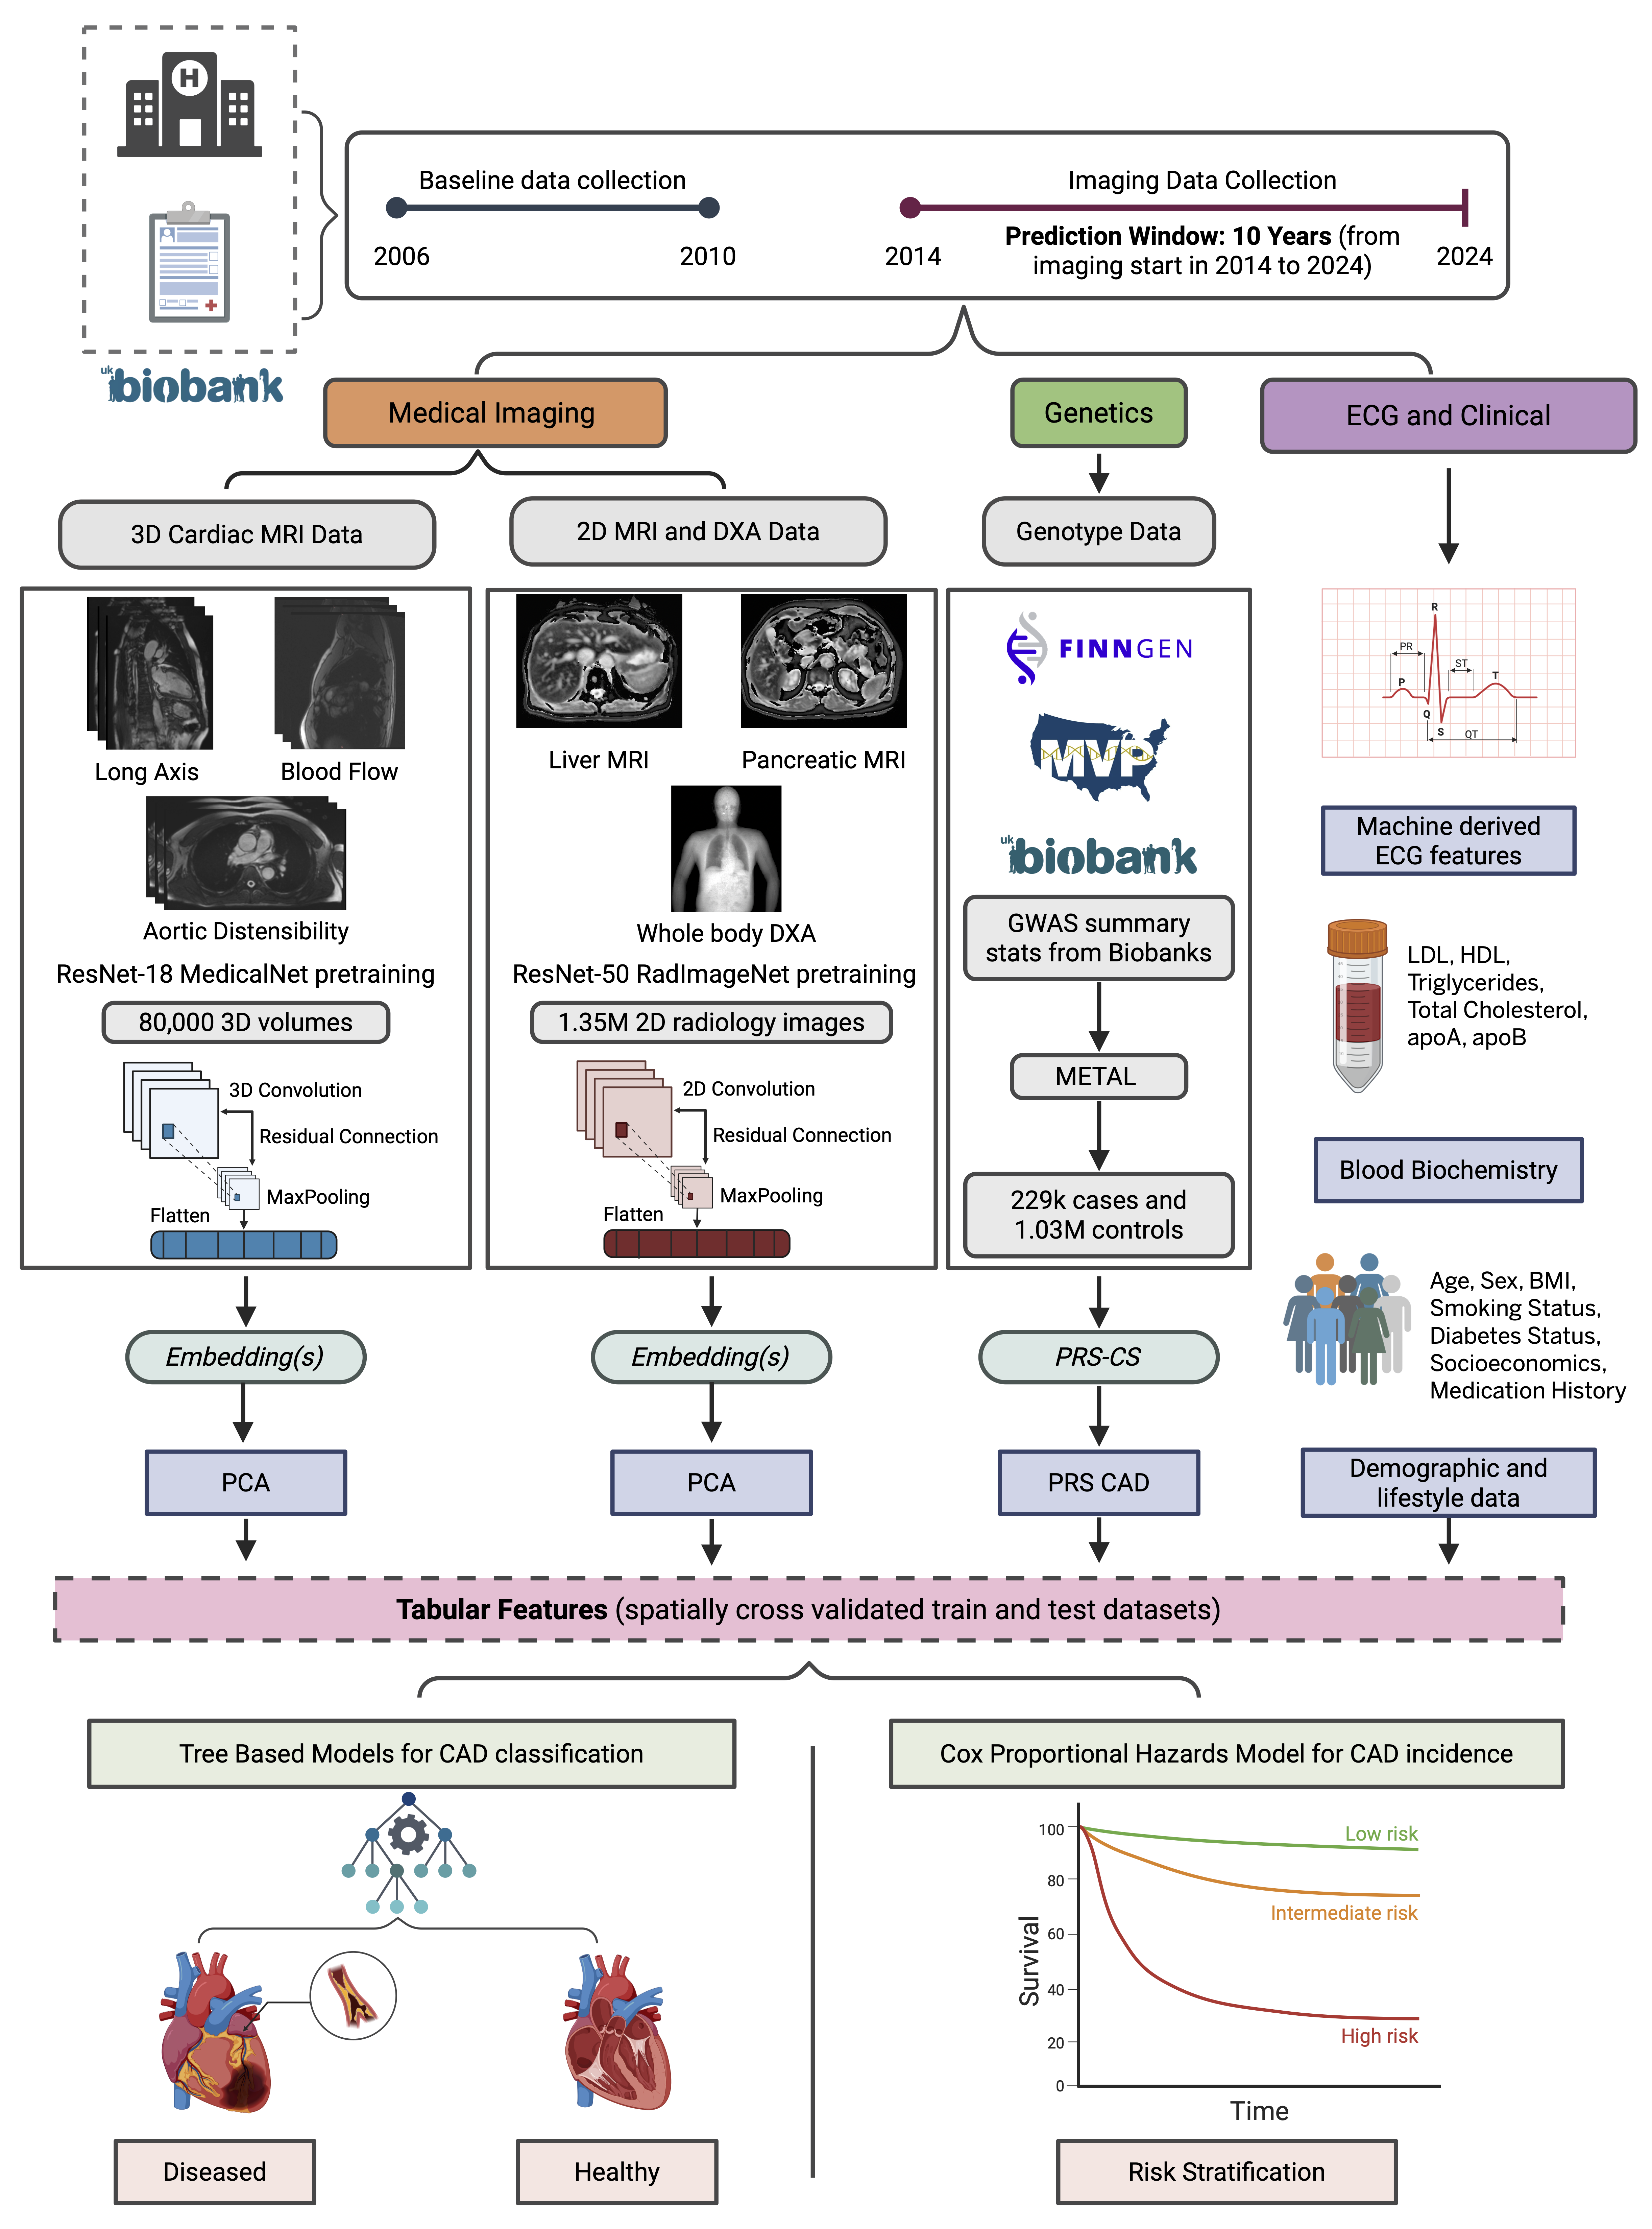 H
uk
biobank
Baseline data collection
2006
2010
Imaging Data Collection
2014
Prediction Window: 10 Years (from
imaging start in 2014 to 2024)
2024
Medical Imaging
Genetics
ECG and Clinical
3D Cardiac MRI Data
2D MRI and DXA Data
Genotype Data
Long Axis
Blood Flow
Aortic Distensibility
ResNet-18 MedicalNet pretraining
80,000 3D volumes
3D Convolution
Residual Connection
MaxPooling
Flatten
Liver MRI
Pancreatic MRI
Whole body DXA
ResNet-50 RadImageNet pretraining
1.35M 2D radiology images
2D Convolution
Residual Connection
MaxPooling
Flatten
FINNGEN
MVP
uk
biobank
GWAS summary
stats from Biobanks
METAL
229k cases and
1.03M controls
R
PR
ST
P
T
Q
S
QT
Machine derived
ECG features
LDL, HDL,
Triglycerides,
Total Cholesterol,
apoA, apoB
Blood Biochemistry
Age, Sex, BMI,
Smoking Status,
Diabetes Status,
Socioeconomics,
Medication History
Demographic and
lifestyle data
Embedding(s)
Embedding(s)
PRS-CS
PCA
PCA
PRS CAD
Tabular Features (spatially cross validated train and test datasets)
Tree Based Models for CAD classification
Diseased
Healthy
Cox Proportional Hazards Model for CAD incidence
100
80
60
40
20
0
Survival
Low risk
Intermediate risk
High risk
Time
Risk Stratification